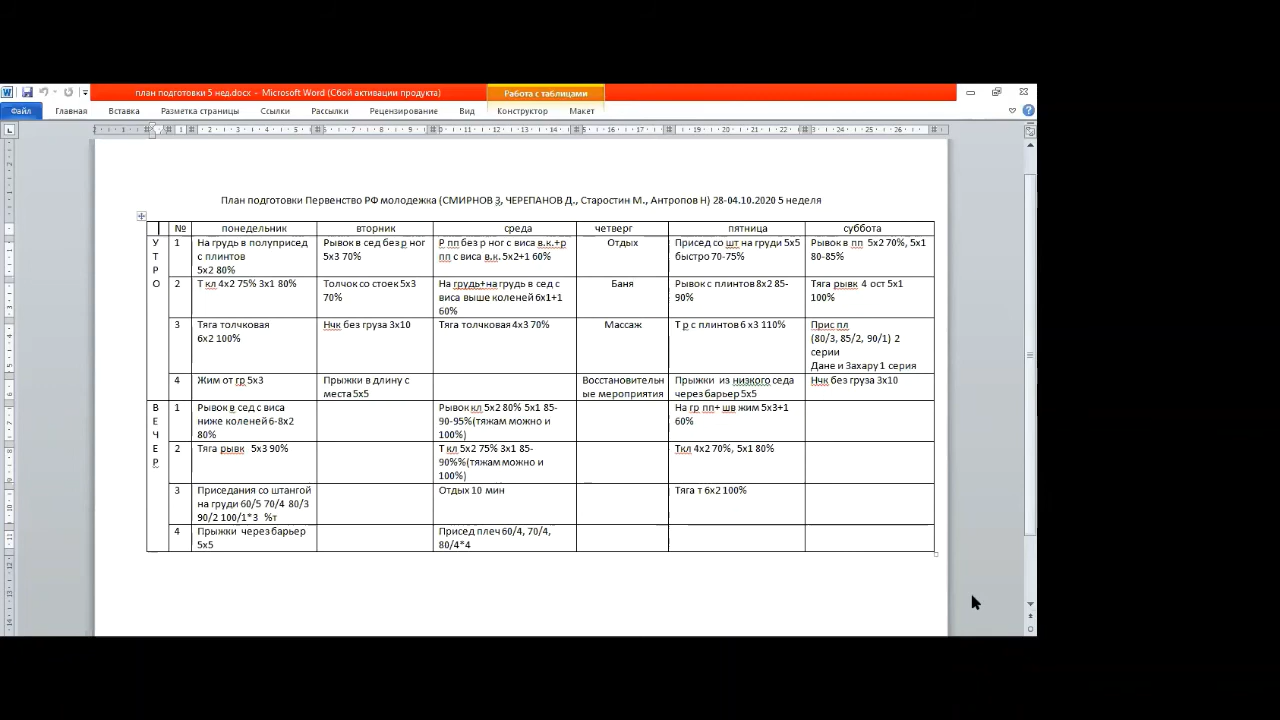 план подготовки 5 нед.docx - Microsoft Word (Сбой активации продукта)
Работа с таблицами
Файл Главная Вставка Разметка страницы Ссылки Рассылки Рецензирование Вид Конструктор Макет
План подготовки Первенство РФ молодежка (СМИРНОВ З, ЧЕРЕПАНОВ Д., Старостин М., Антропов Н) 28-04.10.2020 5 неделя
№ понедельник вторник среда четверг пятница суббота
УТРО
1
На грудь в полуприсед
с плинтов
5х2 80%
Рывок в сед без р ног
5х3 70%
Р пп без р ног с виса в.к.+р
пп с виса в.к. 5х2+1 60%
Отдых
Присед со шт на груди 5х5
быстро 70-75%
Рывок в пп 5х2 70%, 5х1
80-85%
2
Т кл 4х2 75% 3х1 80%
Толчок со стоек 5х3
70%
На грудь+на грудь в сед с
виса выше коленей 6х1+1
60%
Баня
Рывок с плинтов 8х2 85-
90%
Тяга рывк 4 ост 5х1
100%
3
Тяга толчковая
6х2 100%
Нчк без груза 3х10
Тяга толчковая 4х3 70%
Массаж
Т р с плинтов 6 х3 110%
Прис пл
(80/3, 85/2, 90/1) 2
серии
Дане и Захару 1 серия
4
Жим от гр 5х3
Прыжки в длину с
места 5х5
Восстановительн
ые мероприятия
Прыжки из низкого седа
через барьер 5х5
Нчк без груза 3х10
ВЕЧЕР
1
Рывок в сед с виса
ниже коленей 6-8х2
80%
Рывок кл 5х2 80% 5х1 85-
90-95%(тяжам можно и
100%)
На гр пп+ шв жим 5х3+1
60%
2
Тяга рывк 5х3 90%
Т кл 5х2 75% 3х1 85-
90%%(тяжам можно и
100%)
Ткл 4х2 70%, 5х1 80%
3
Приседания со штангой
на груди 60/5 70/4 80/3
90/2 100/1*3 %т
Отдых 10 мин
Тяга т 6х2 100%
4
Прыжки через барьер
5х5
Присед плеч 60/4, 70/4,
80/4*4